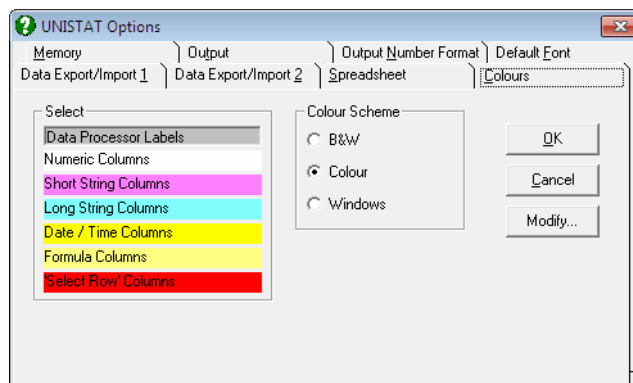 UNISTAT Options
Memory Output Output Number Format Default Font
Data Export/Import 1 Data Export/Import 2 Spreadsheet Colours
Select
Data Processor Labels
Numeric Columns
Short String Columns
Long String Columns
Date / Time Columns
Formula Columns
'Select Row' Columns
Colour Scheme
B&W
Colour
Windows
OK
Cancel
Modify...